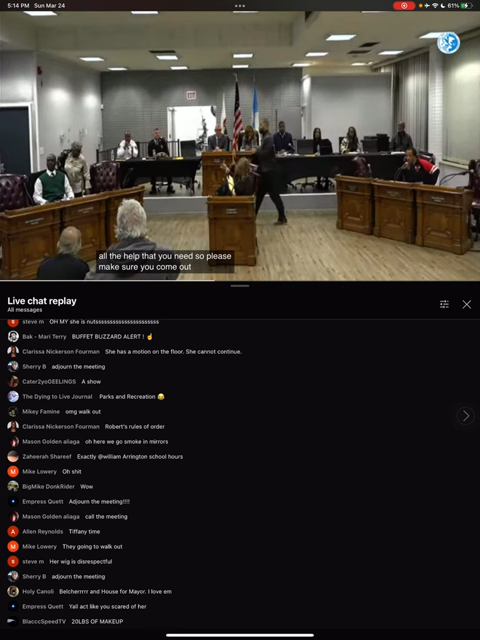 5:14 PM Sun Mar 24
61%
all the help that you need so please
make sure you come out
Live chat replay
All messages
steve m OH MY she is nutsssssssssssssssssssss
Bak - Mari Terry BUFFET BUZZARD ALERT ! ☝
Clarissa Nickerson Fourman She has a motion on the floor. She cannot continue.
Sherry B adjourn the meeting
Cater2yoGEELINGS A show
The Dying to Live Journal Parks and Recreation 😂
Mikey Famine omg walk out
Clarissa Nickerson Fourman Robert's rules of order
Mason Golden aliaga oh here we go smoke in mirrors
Zaheerah Shareef Exactly @william Arrington school hours
M Mike Lowery Oh shit
BigMike DonkRider Wow
Empress Quett Adjourn the meeting!!!!
Mason Golden aliaga call the meeting
A Allen Reynolds Tiffany time
M Mike Lowery They going to walk out
S steve m Her wig is disrespectful
Sherry B adjourn the meeting
Holy Canoli Belcherrrrr and House for Mayor. I love em
Empress Quett Yall act like you scared of her
BlacccSpeedTV 20LBS OF MAKEUP